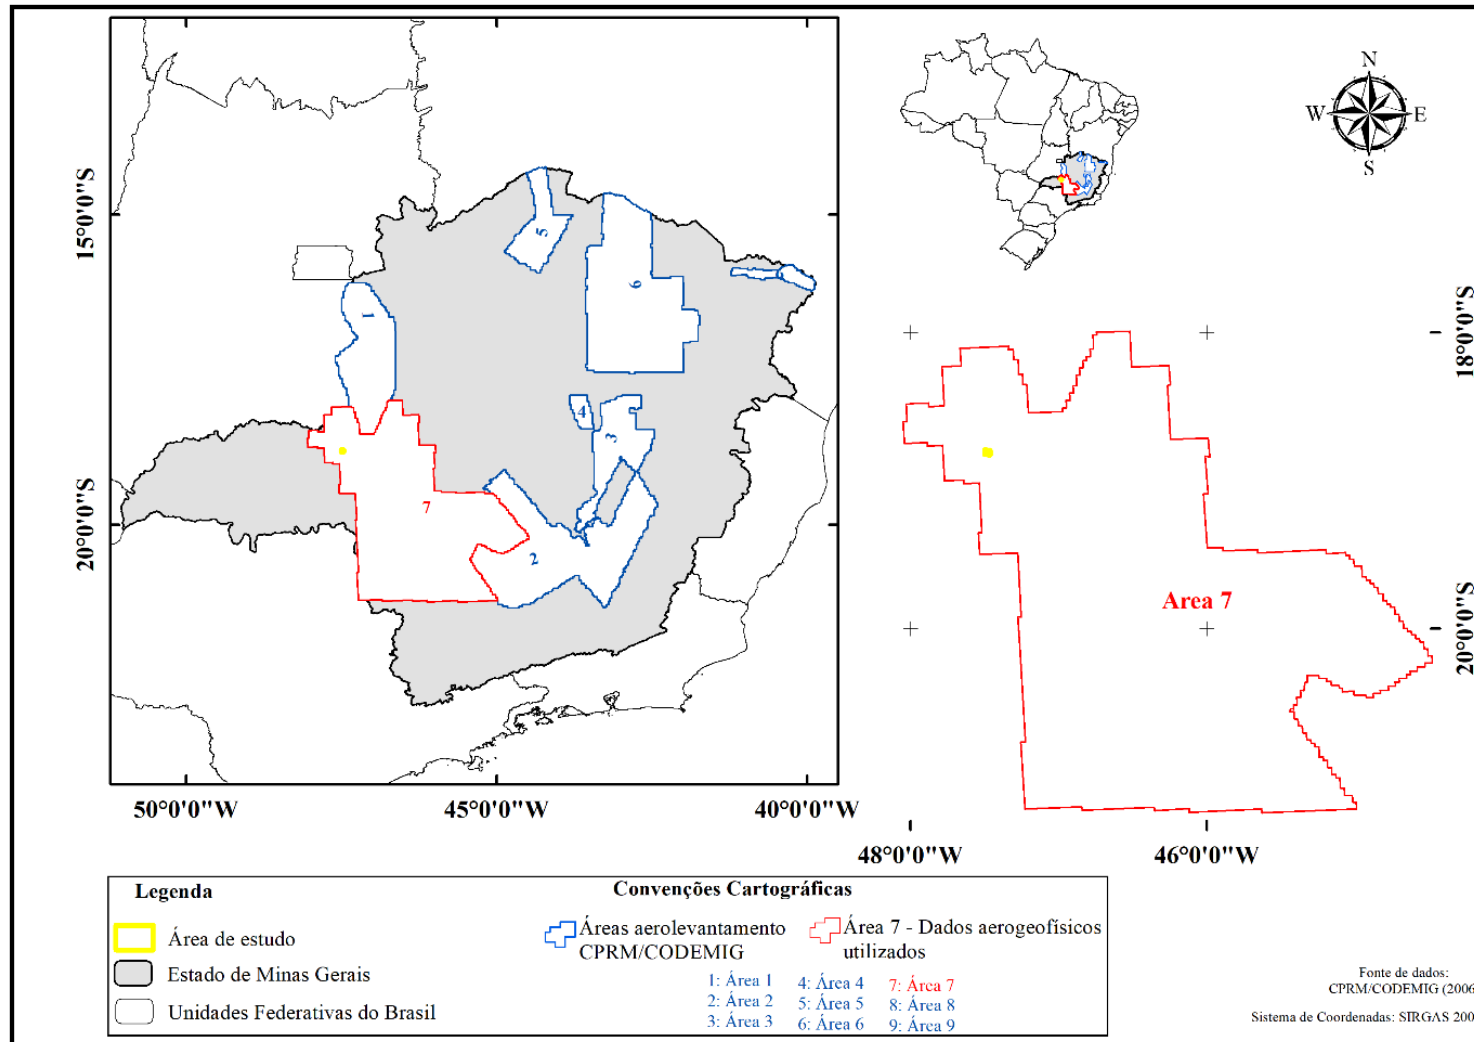 N
W E
S
15°0'0"S
20°0'0"S
5
6
1
4
3
7
2
50°0'0"W 45°0'0"W 40°0'0"W
18°0'0"S
20°0'0"S
Area 7
48°0'0"W 46°0'0"W
Legenda
Área de estudo
Estado de Minas Gerais
Unidades Federativas do Brasil
Convenções Cartográficas
Áreas aerolevantamento
CPRM/CODEMIG
Área 7 - Dados aerogeofísicos
utilizados
1: Área 1 4: Área 4 7: Área 7
2: Área 2 5: Área 5 8: Área 8
3: Área 3 6: Área 6 9: Área 9
Fonte de dados:
CPRM/CODEMIG (2006
Sistema de Coordenadas: SIRGAS 200